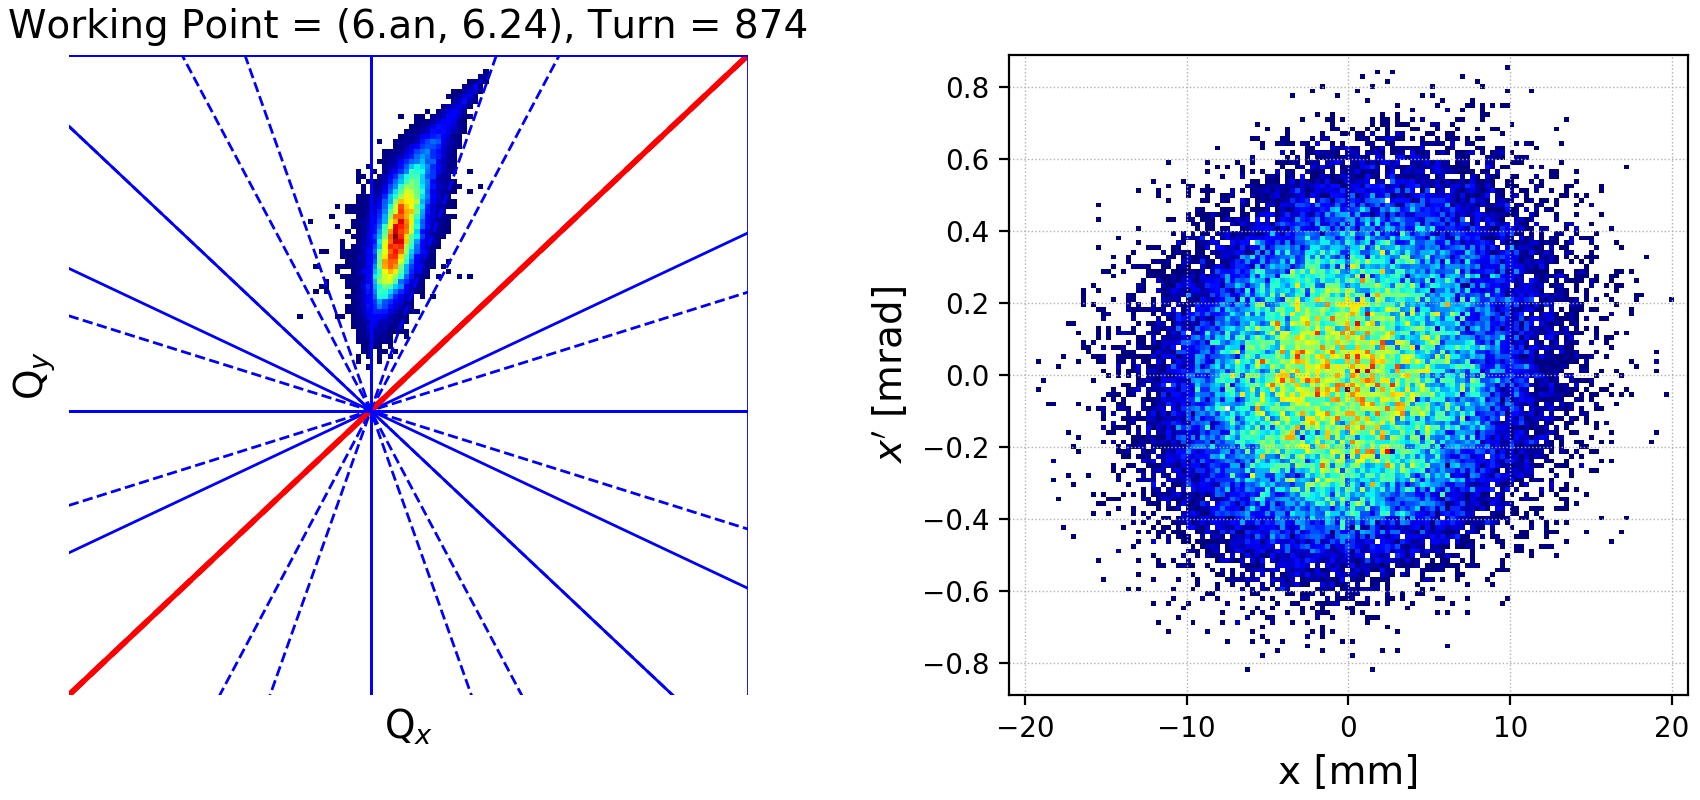 Working Point = (6.an, 6.24), Turn = 874
Qy
Qx
0.8
0.6
0.4
0.2
0.0
−0.2
−0.4
−0.6
−0.8
x′ [mrad]
−20 −10 0 10 20
x [mm]